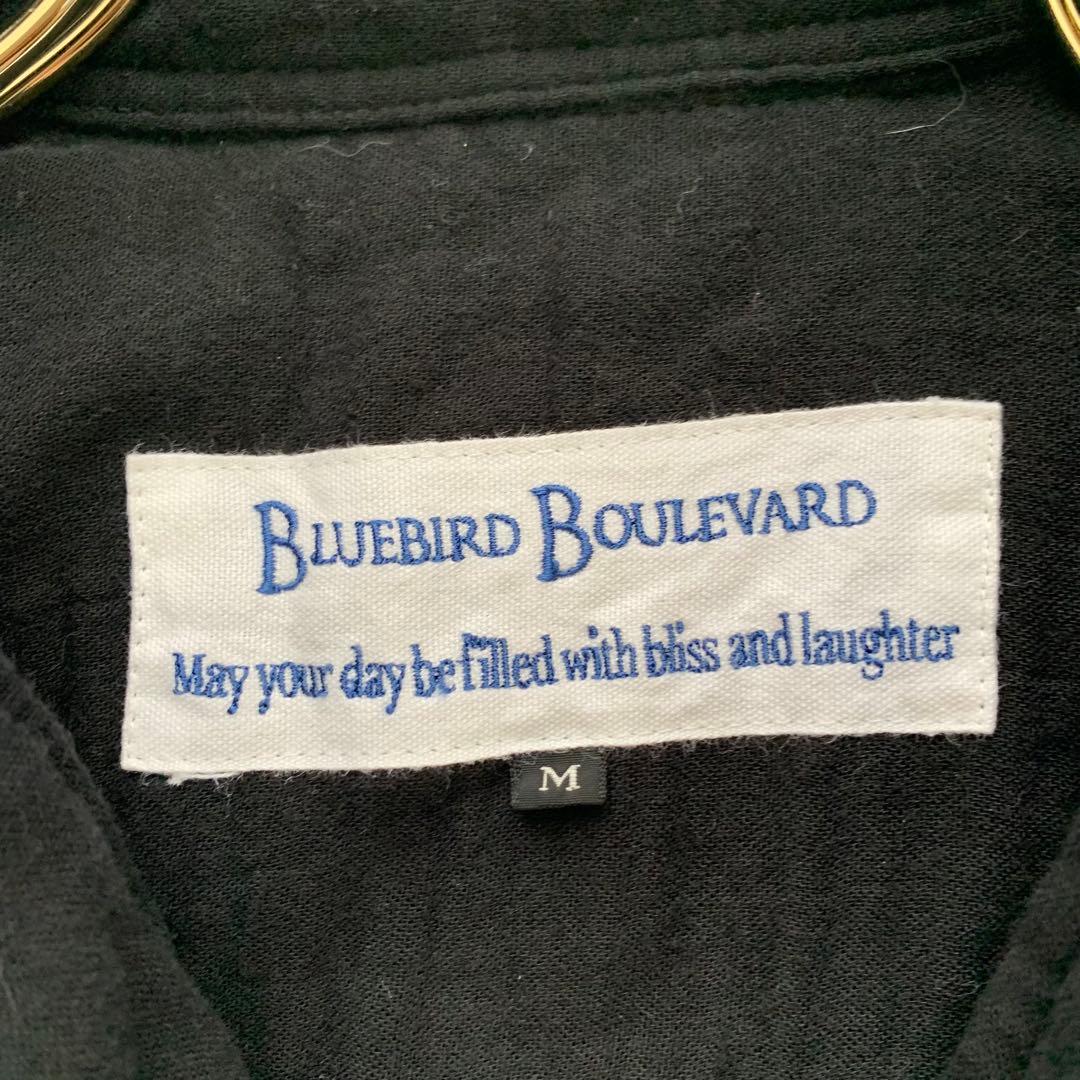 BLUEBIRD BOULEVARD
May your day be filled with bliss and laughter
M